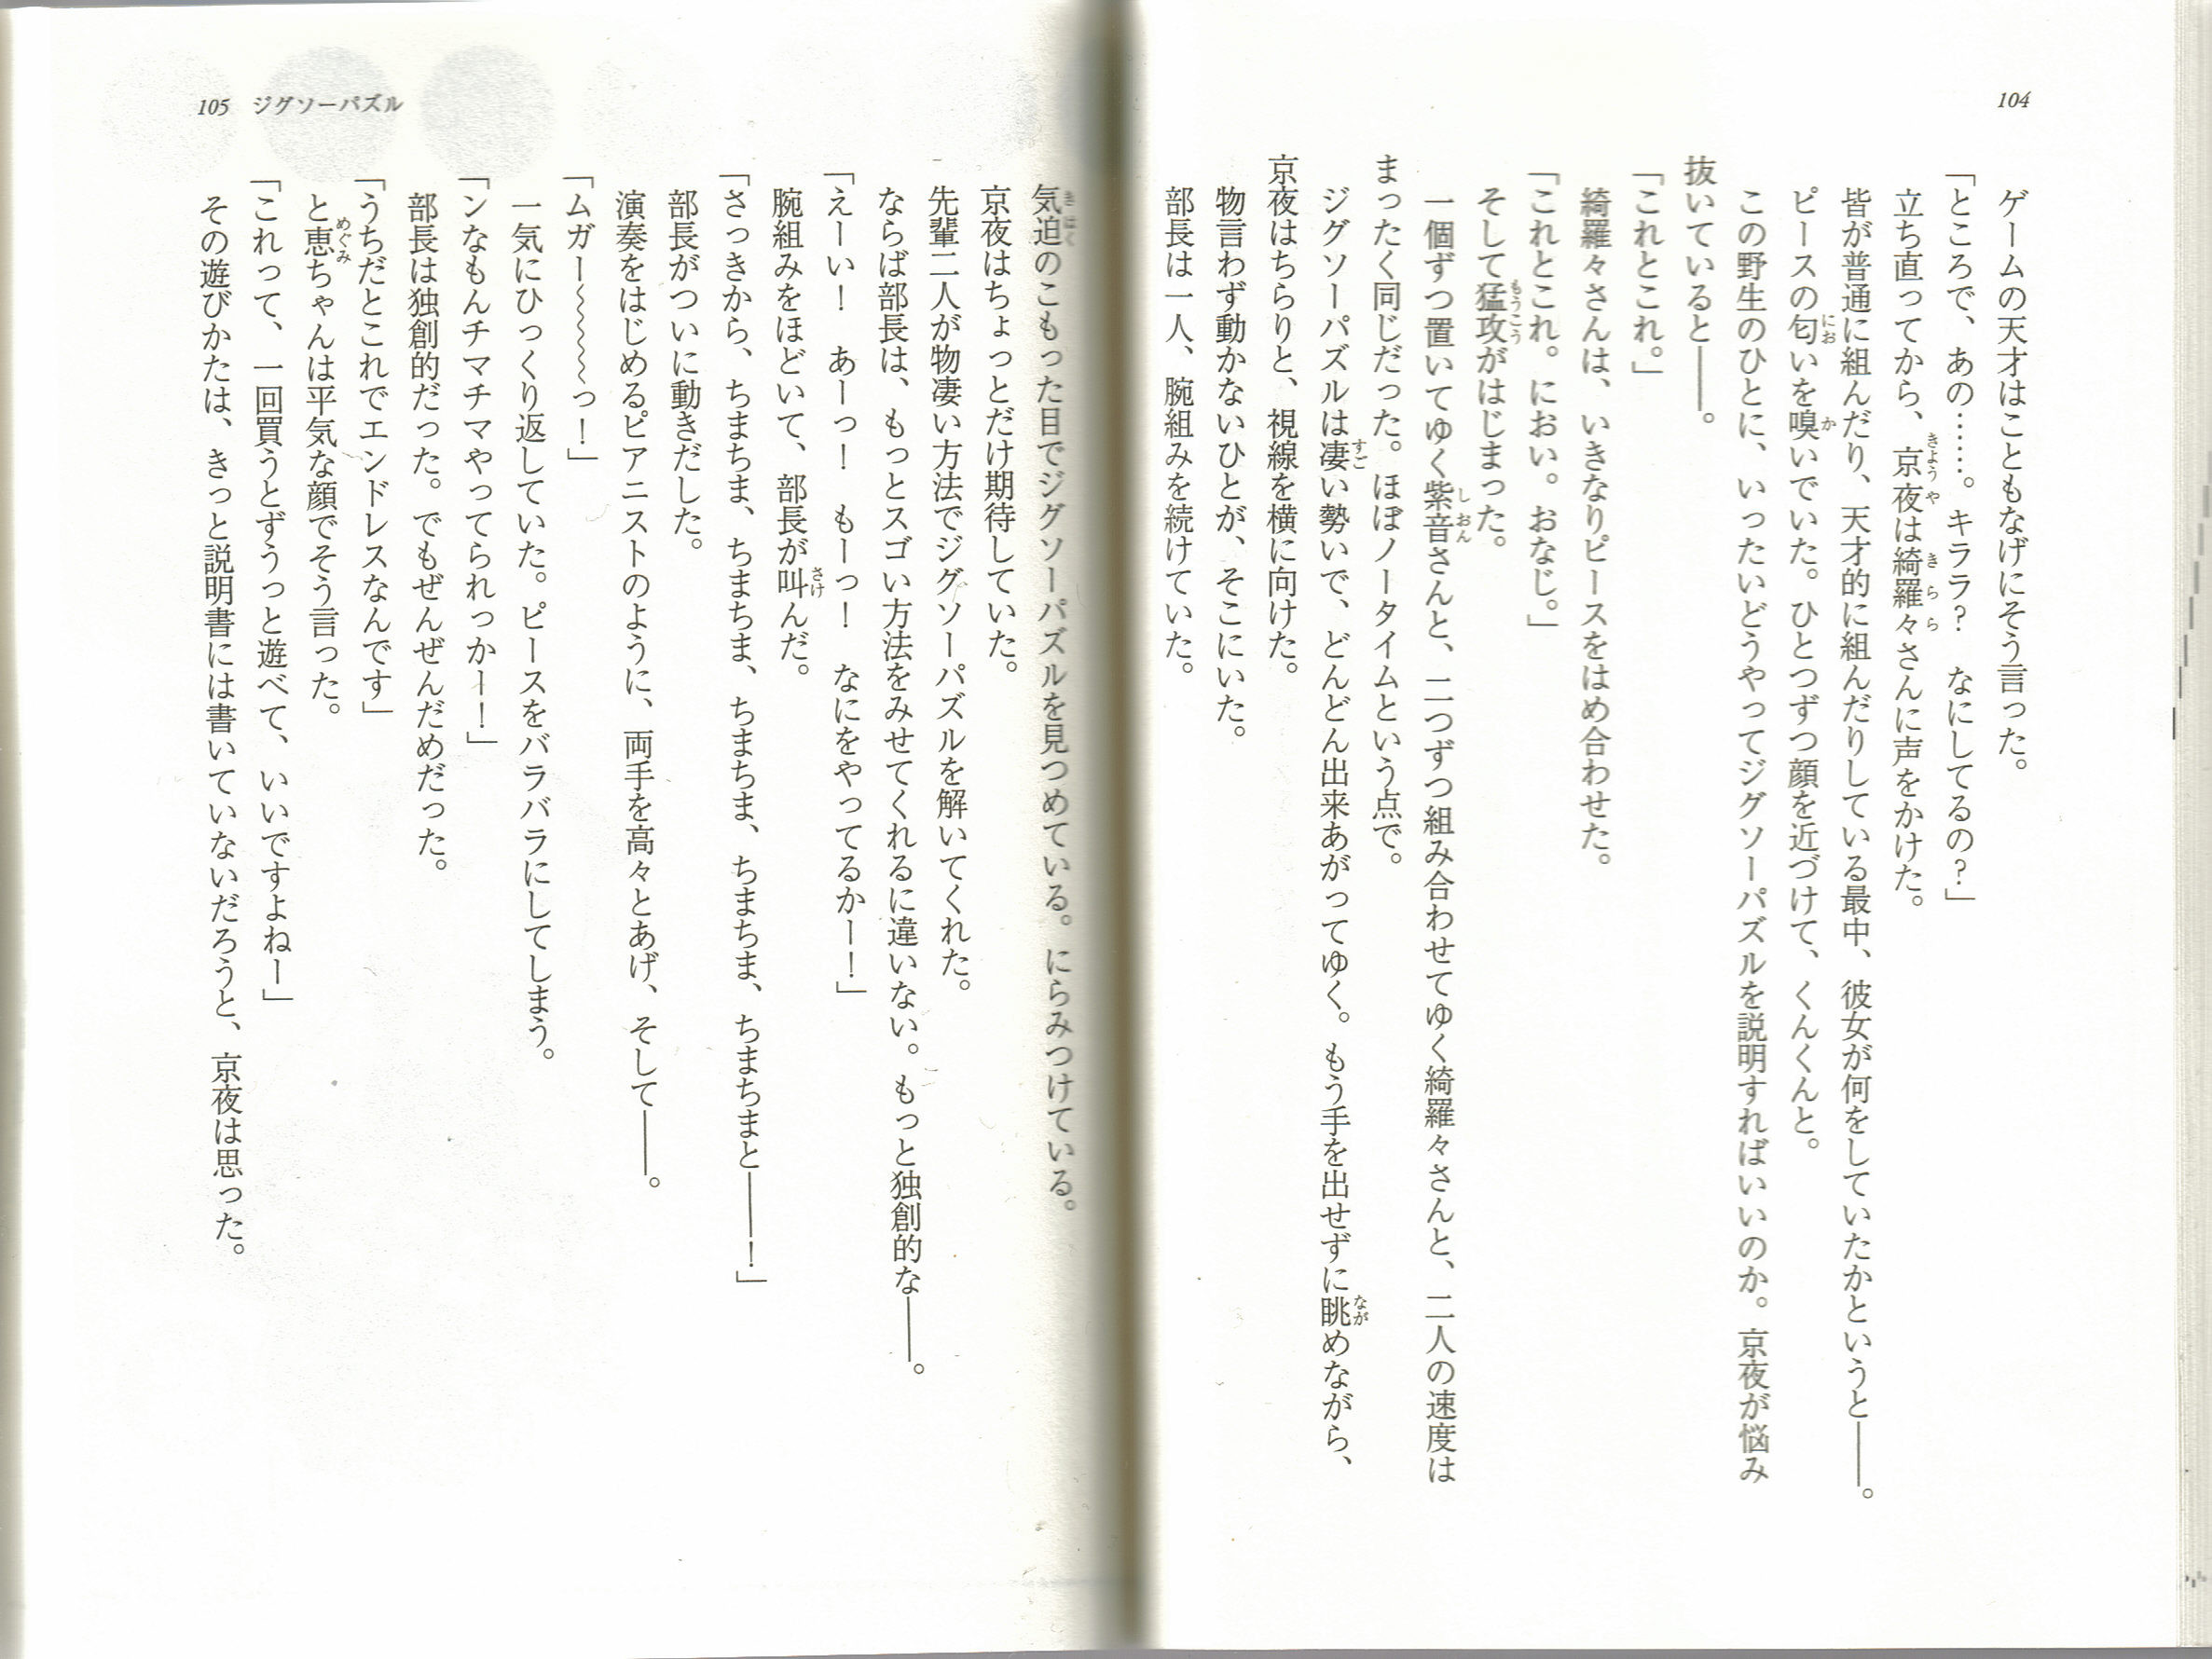 104
ゲームの天才はこともなげにそう言った。
「ところで、あの……。キララ？　なにしてるの？」
立ち直ってから、京夜は綺羅々さんに声をかけた。
皆が普通に組んだり、天才的に組んだりしている最中、彼女が何をしていたかというと——。
ピースの匂いを嗅いでいた。ひとつずつ顔を近づけて、くんくんと。
この野生のひとに、いったいどうやってジグソーパズルを説明すればいいのか。京夜が悩み
抜いていると——。
「これとこれ。」
綺羅々さんは、いきなりピースをはめ合わせた。
「これとこれ。におい。おなじ。」
そして猛攻がはじまった。
一個ずつ置いてゆく紫音さんと、二つずつ組み合わせてゆく綺羅々さんと、二人の速度は
まったく同じだった。ほぼノータイムという点で。
ジグソーパズルは凄い勢いで、どんどん出来あがってゆく。もう手を出せずに眺めながら、
京夜はちらりと、視線を横に向けた。
物言わず動かないひとが、そこにいた。
部長は一人、腕組みを続けていた。
105 ジグソーパズル
気迫のこもった目でジグソーパズルを見つめている。にらみつけている。
京夜はちょっとだけ期待していた。
先輩二人が物凄い方法でジグソーパズルを解いてくれた。
ならば部長は、もっとスゴい方法をみせてくれるに違いない。もっと独創的な——。
「えーい！　あーっ！　もーっ！　なにをやってるかー！」
腕組みをほどいて、部長が叫んだ。
「さっきから、ちまちま、ちまちま、ちまちま、ちまちま、ちまちまと——！」
部長がついに動きだした。
演奏をはじめるピアニストのように、両手を高々とあげ、そして——。
「ムガー〜〜〜〜っ！」
一気にひっくり返していた。ピースをバラバラにしてしまう。
「ンなもんチマチマやってられっかー！」
部長は独創的だった。でもぜんぜんだめだった。
「うちだとこれでエンドレスなんです」
と恵ちゃんは平気な顔でそう言った。
「これって、一回買うとずうっと遊べて、いいですよねー」
その遊びかたは、きっと説明書には書いていないだろうと、京夜は思った。